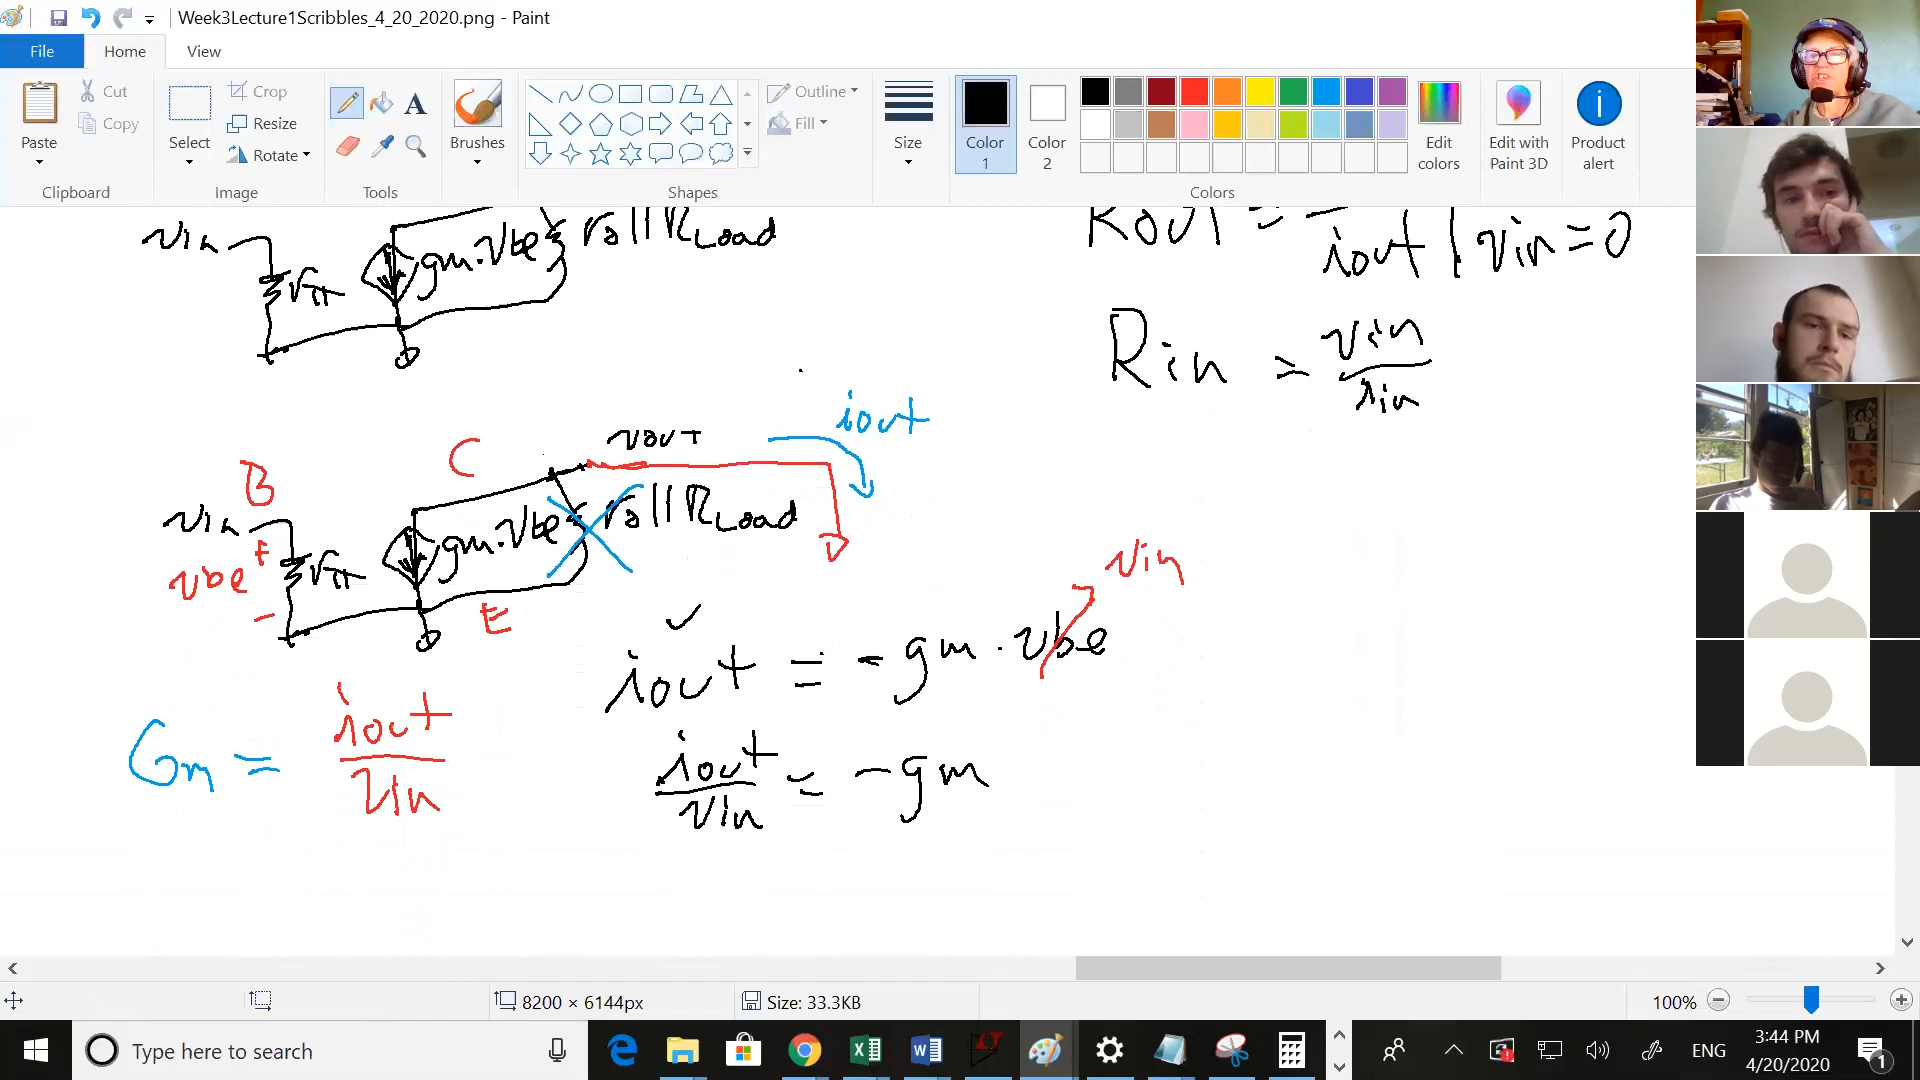 Week3Lecture1Scribbles_4_20_2020.png - Paint
File Home View
Paste Cut Copy Clipboard
Select Crop Resize Rotate Image
Tools
Brushes
Outline Fill Shapes
Size
Color 1 Color 2 Colors
Edit colors
Edit with Paint 3D
Product alert
vin rπ gm.vbe ro||RLoad
Rout = iout | vin=0
Rin = vin/iin
iout
vout
B C
vin rπ gm.vbe ro||RLoad
vbe + -
E
vin
iout = -gm . vbe
Gm = iout/vin
iout/vin = -gm
8200 × 6144px
Size: 33.3KB
100%
Type here to search
ENG
3:44 PM
4/20/2020
1